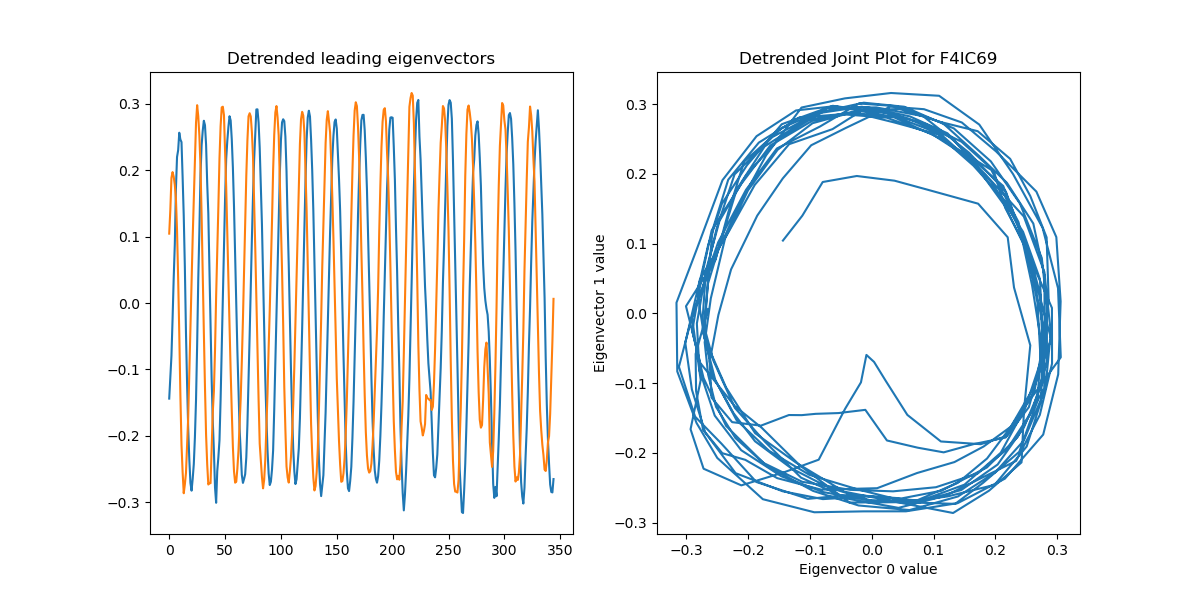 Detrended leading eigenvectors
0.3
0.2
0.1
0.0
−0.1
−0.2
−0.3
0 50 100 150 200 250 300 350
Detrended Joint Plot for F4IC69
Eigenvector 1 value
0.3
0.2
0.1
0.0
−0.1
−0.2
−0.3
−0.3 −0.2 −0.1 0.0 0.1 0.2 0.3
Eigenvector 0 value